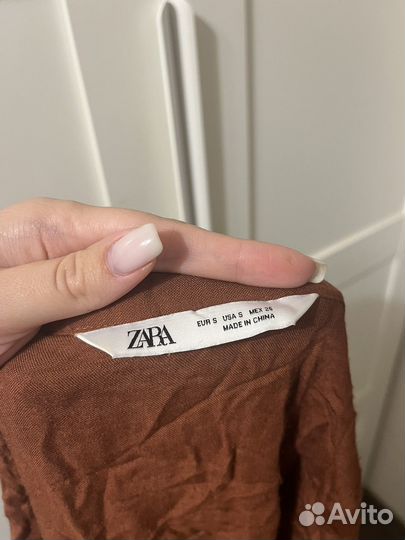 ZARA
EUR S USA S MEX 26
MADE IN CHINA
Avito